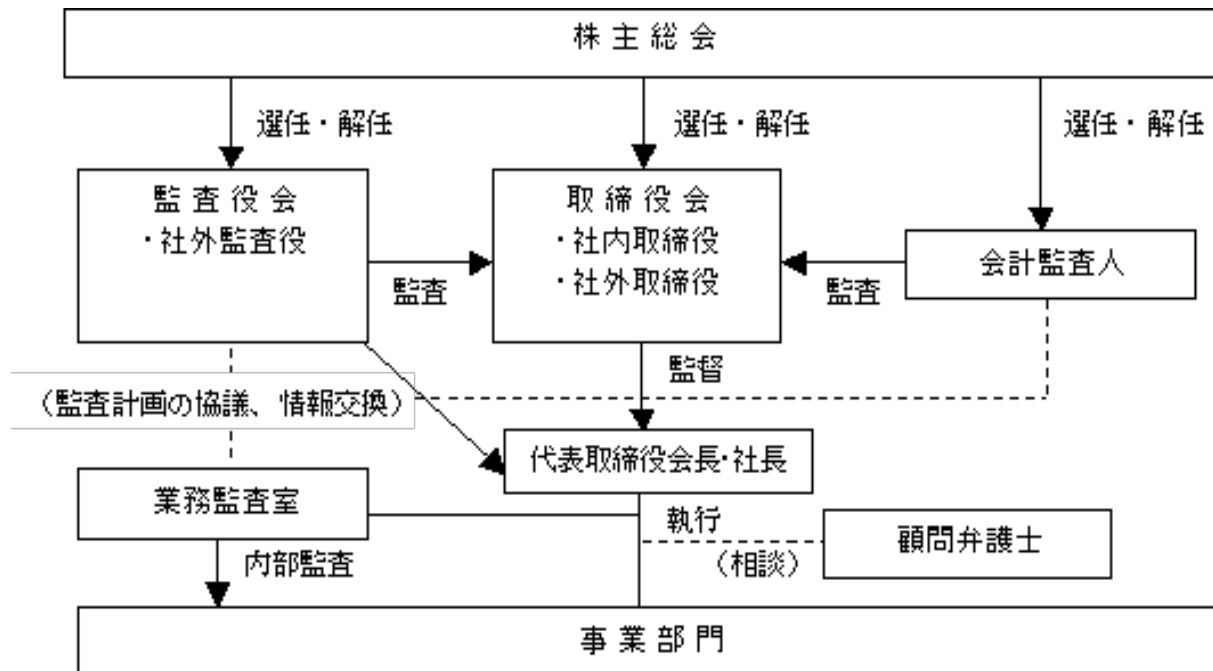 株主総会
選任・解任
選任・解任
選任・解任
監査役会
・社外監査役
取締役会
・社内取締役
・社外取締役
会計監査人
監査
監査
監督
（監査計画の協議、情報交換）
代表取締役会長・社長
業務監査室
執行
顧問弁護士
（相談）
内部監査
事業部門